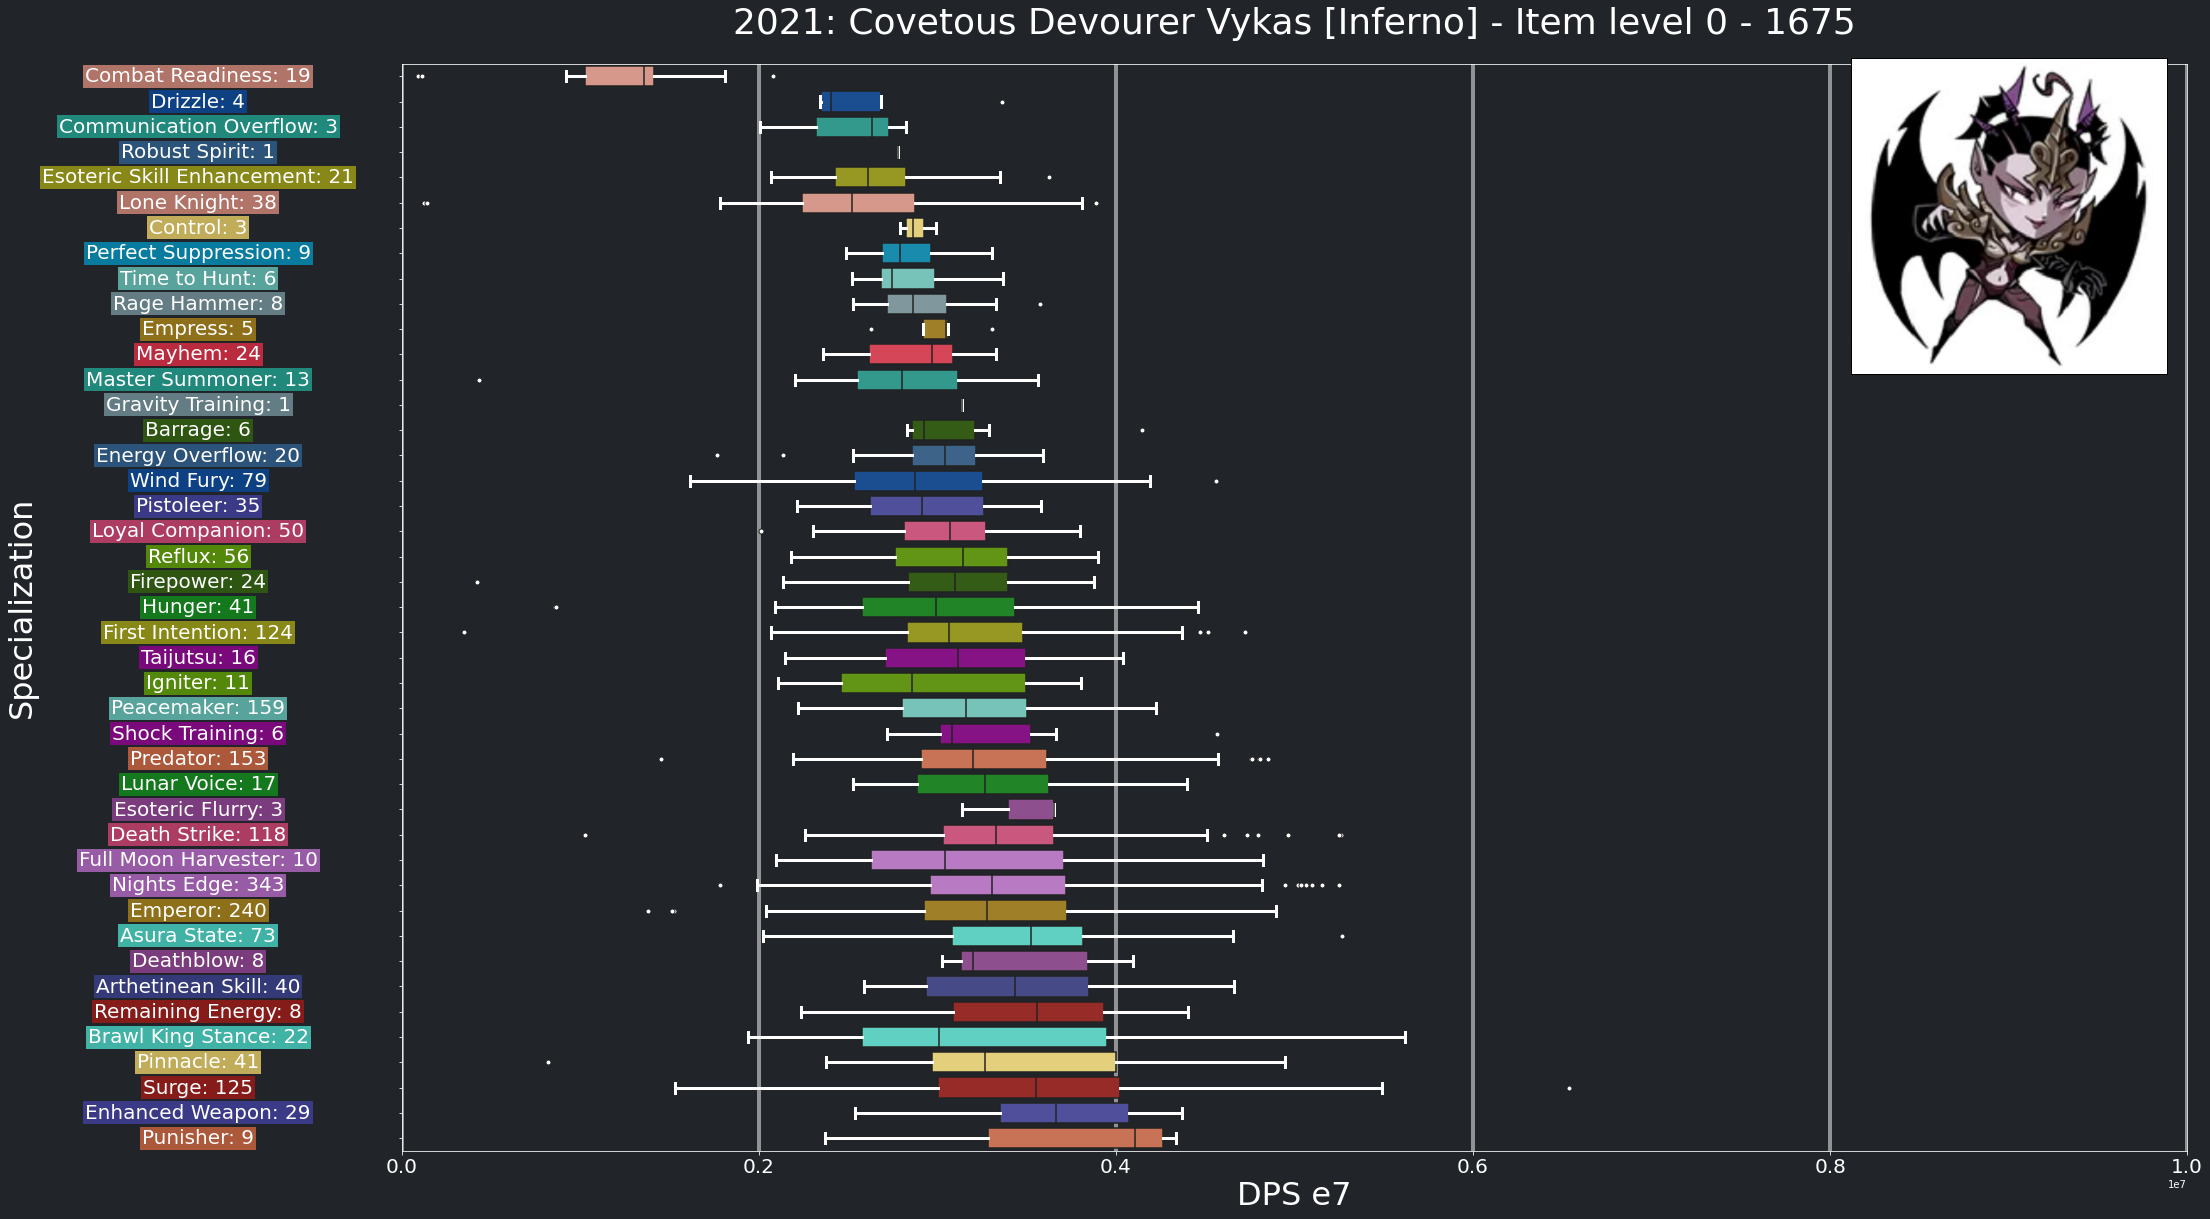 2021: Covetous Devourer Vykas [Inferno] - Item level 0 - 1675
Combat Readiness: 19
Drizzle: 4
Communication Overflow: 3
Robust Spirit: 1
Esoteric Skill Enhancement: 21
Lone Knight: 38
Control: 3
Perfect Suppression: 9
Time to Hunt: 6
Rage Hammer: 8
Empress: 5
Mayhem: 24
Master Summoner: 13
Gravity Training: 1
Barrage: 6
Energy Overflow: 20
Wind Fury: 79
Pistoleer: 35
Loyal Companion: 50
Reflux: 56
Firepower: 24
Hunger: 41
First Intention: 124
Taijutsu: 16
Igniter: 11
Peacemaker: 159
Shock Training: 6
Predator: 153
Lunar Voice: 17
Esoteric Flurry: 3
Death Strike: 118
Full Moon Harvester: 10
Nights Edge: 343
Emperor: 240
Asura State: 73
Deathblow: 8
Arthetinean Skill: 40
Remaining Energy: 8
Brawl King Stance: 22
Pinnacle: 41
Surge: 125
Enhanced Weapon: 29
Punisher: 9
Specialization
0.0 0.2 0.4 0.6 0.8 1.0
1e7
DPS e7